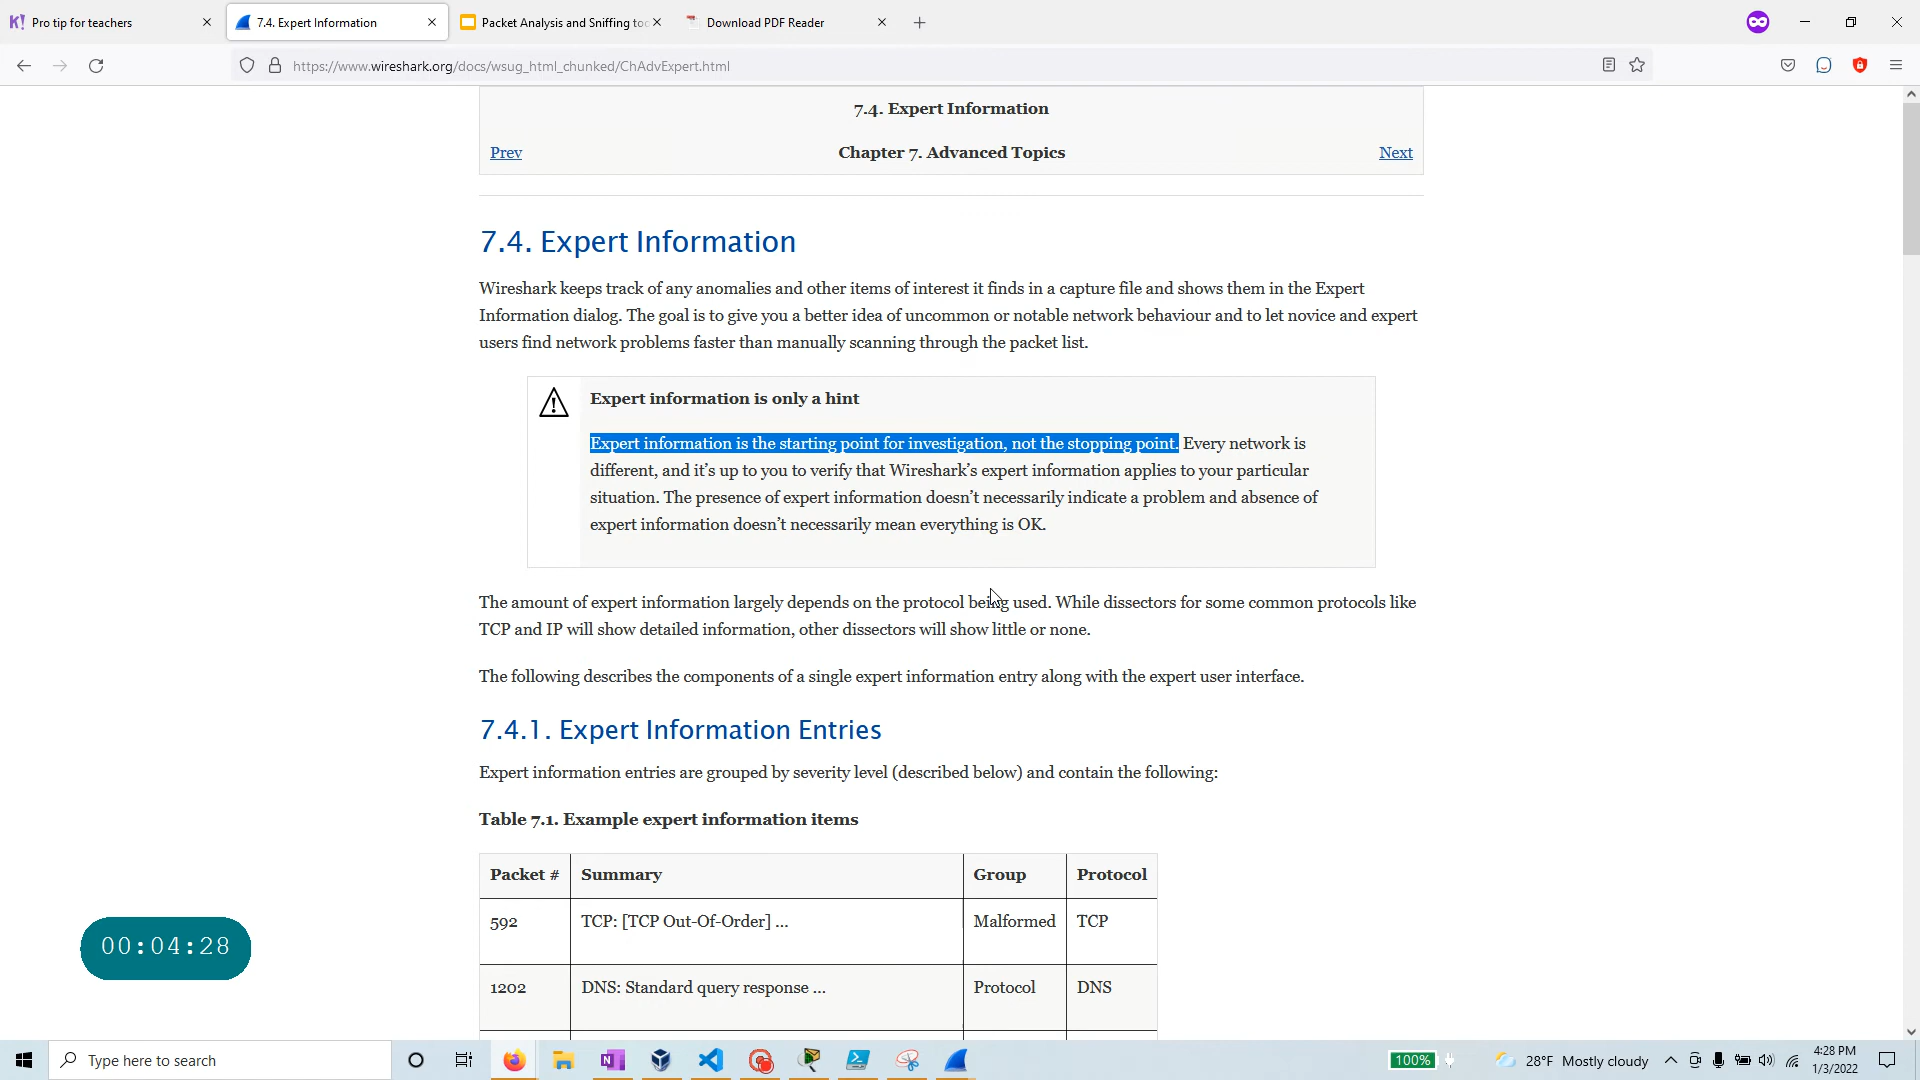 K! Pro tip for teachers
7.4. Expert Information
Packet Analysis and Sniffing too
Download PDF Reader
https://www.wireshark.org/docs/wsug_html_chunked/ChAdvExpert.html
7.4. Expert Information
Prev Chapter 7. Advanced Topics Next
7.4. Expert Information
Wireshark keeps track of any anomalies and other items of interest it finds in a capture file and shows them in the Expert
Information dialog. The goal is to give you a better idea of uncommon or notable network behaviour and to let novice and expert
users find network problems faster than manually scanning through the packet list.
Expert information is only a hint
Expert information is the starting point for investigation, not the stopping point. Every network is
different, and it’s up to you to verify that Wireshark’s expert information applies to your particular
situation. The presence of expert information doesn’t necessarily indicate a problem and absence of
expert information doesn’t necessarily mean everything is OK.
The amount of expert information largely depends on the protocol being used. While dissectors for some common protocols like
TCP and IP will show detailed information, other dissectors will show little or none.
The following describes the components of a single expert information entry along with the expert user interface.
7.4.1. Expert Information Entries
Expert information entries are grouped by severity level (described below) and contain the following:
Table 7.1. Example expert information items
Packet # Summary Group Protocol
592 TCP: [TCP Out-Of-Order] ... Malformed TCP
1202 DNS: Standard query response ... Protocol DNS
00:04:28
Type here to search
100%
28°F Mostly cloudy
4:28 PM
1/3/2022